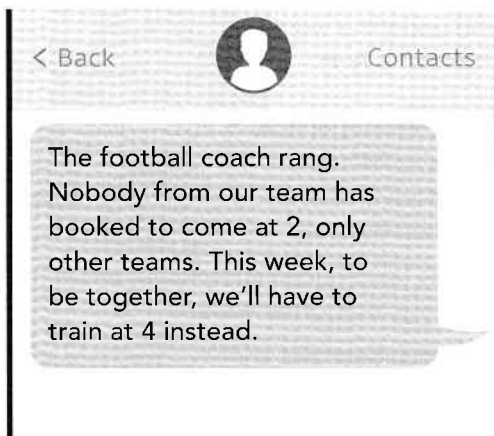 < Back
Contacts
The football coach rang.
Nobody from our team has
booked to come at 2, only
other teams. This week, to
be together, we'll have to
train at 4 instead.